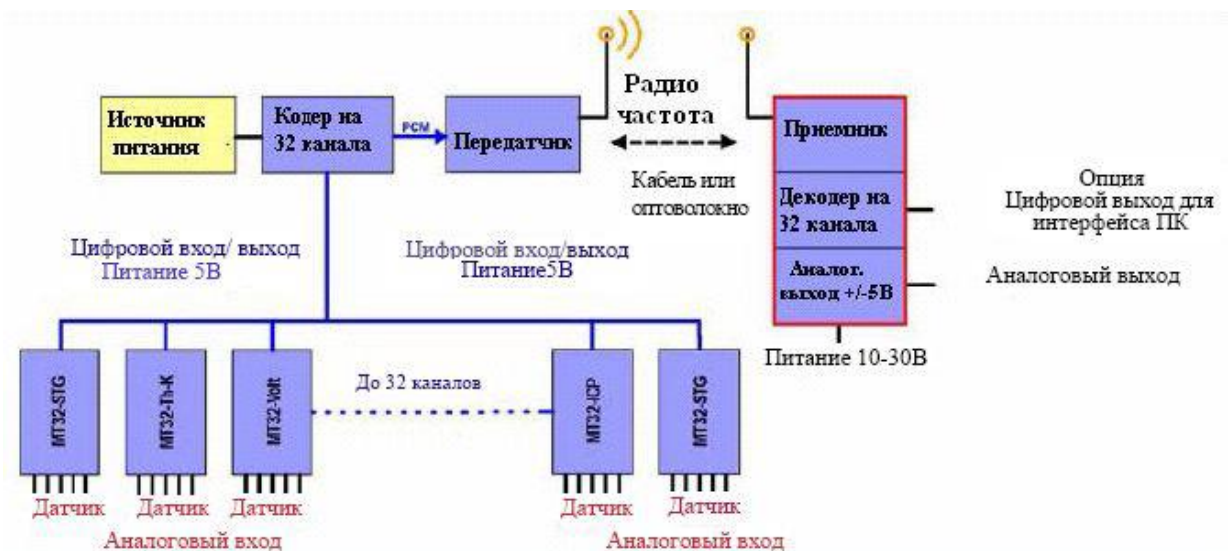 Радио
частота
Источник
питания
Кодер на
32 канала
PCM
Передатчик
Приемник
Кабель или
оптоволокно
Декодер на
32 канала
Опция
Цифровой выход для
интерфейса ПК
Цифровой вход/ выход
Питание 5В
Цифровой вход/выход
Питание5В
Аналог.
выход +/-5В
Аналоговый выход
Питание 10-30В
До 32 каналов
MT32-STG
MT32-Th-K
MT32-Volt
MT32-ICP
MT32-STG
Датчик
Датчик
Датчик
Датчик
Датчик
Аналоговый вход
Аналоговый вход